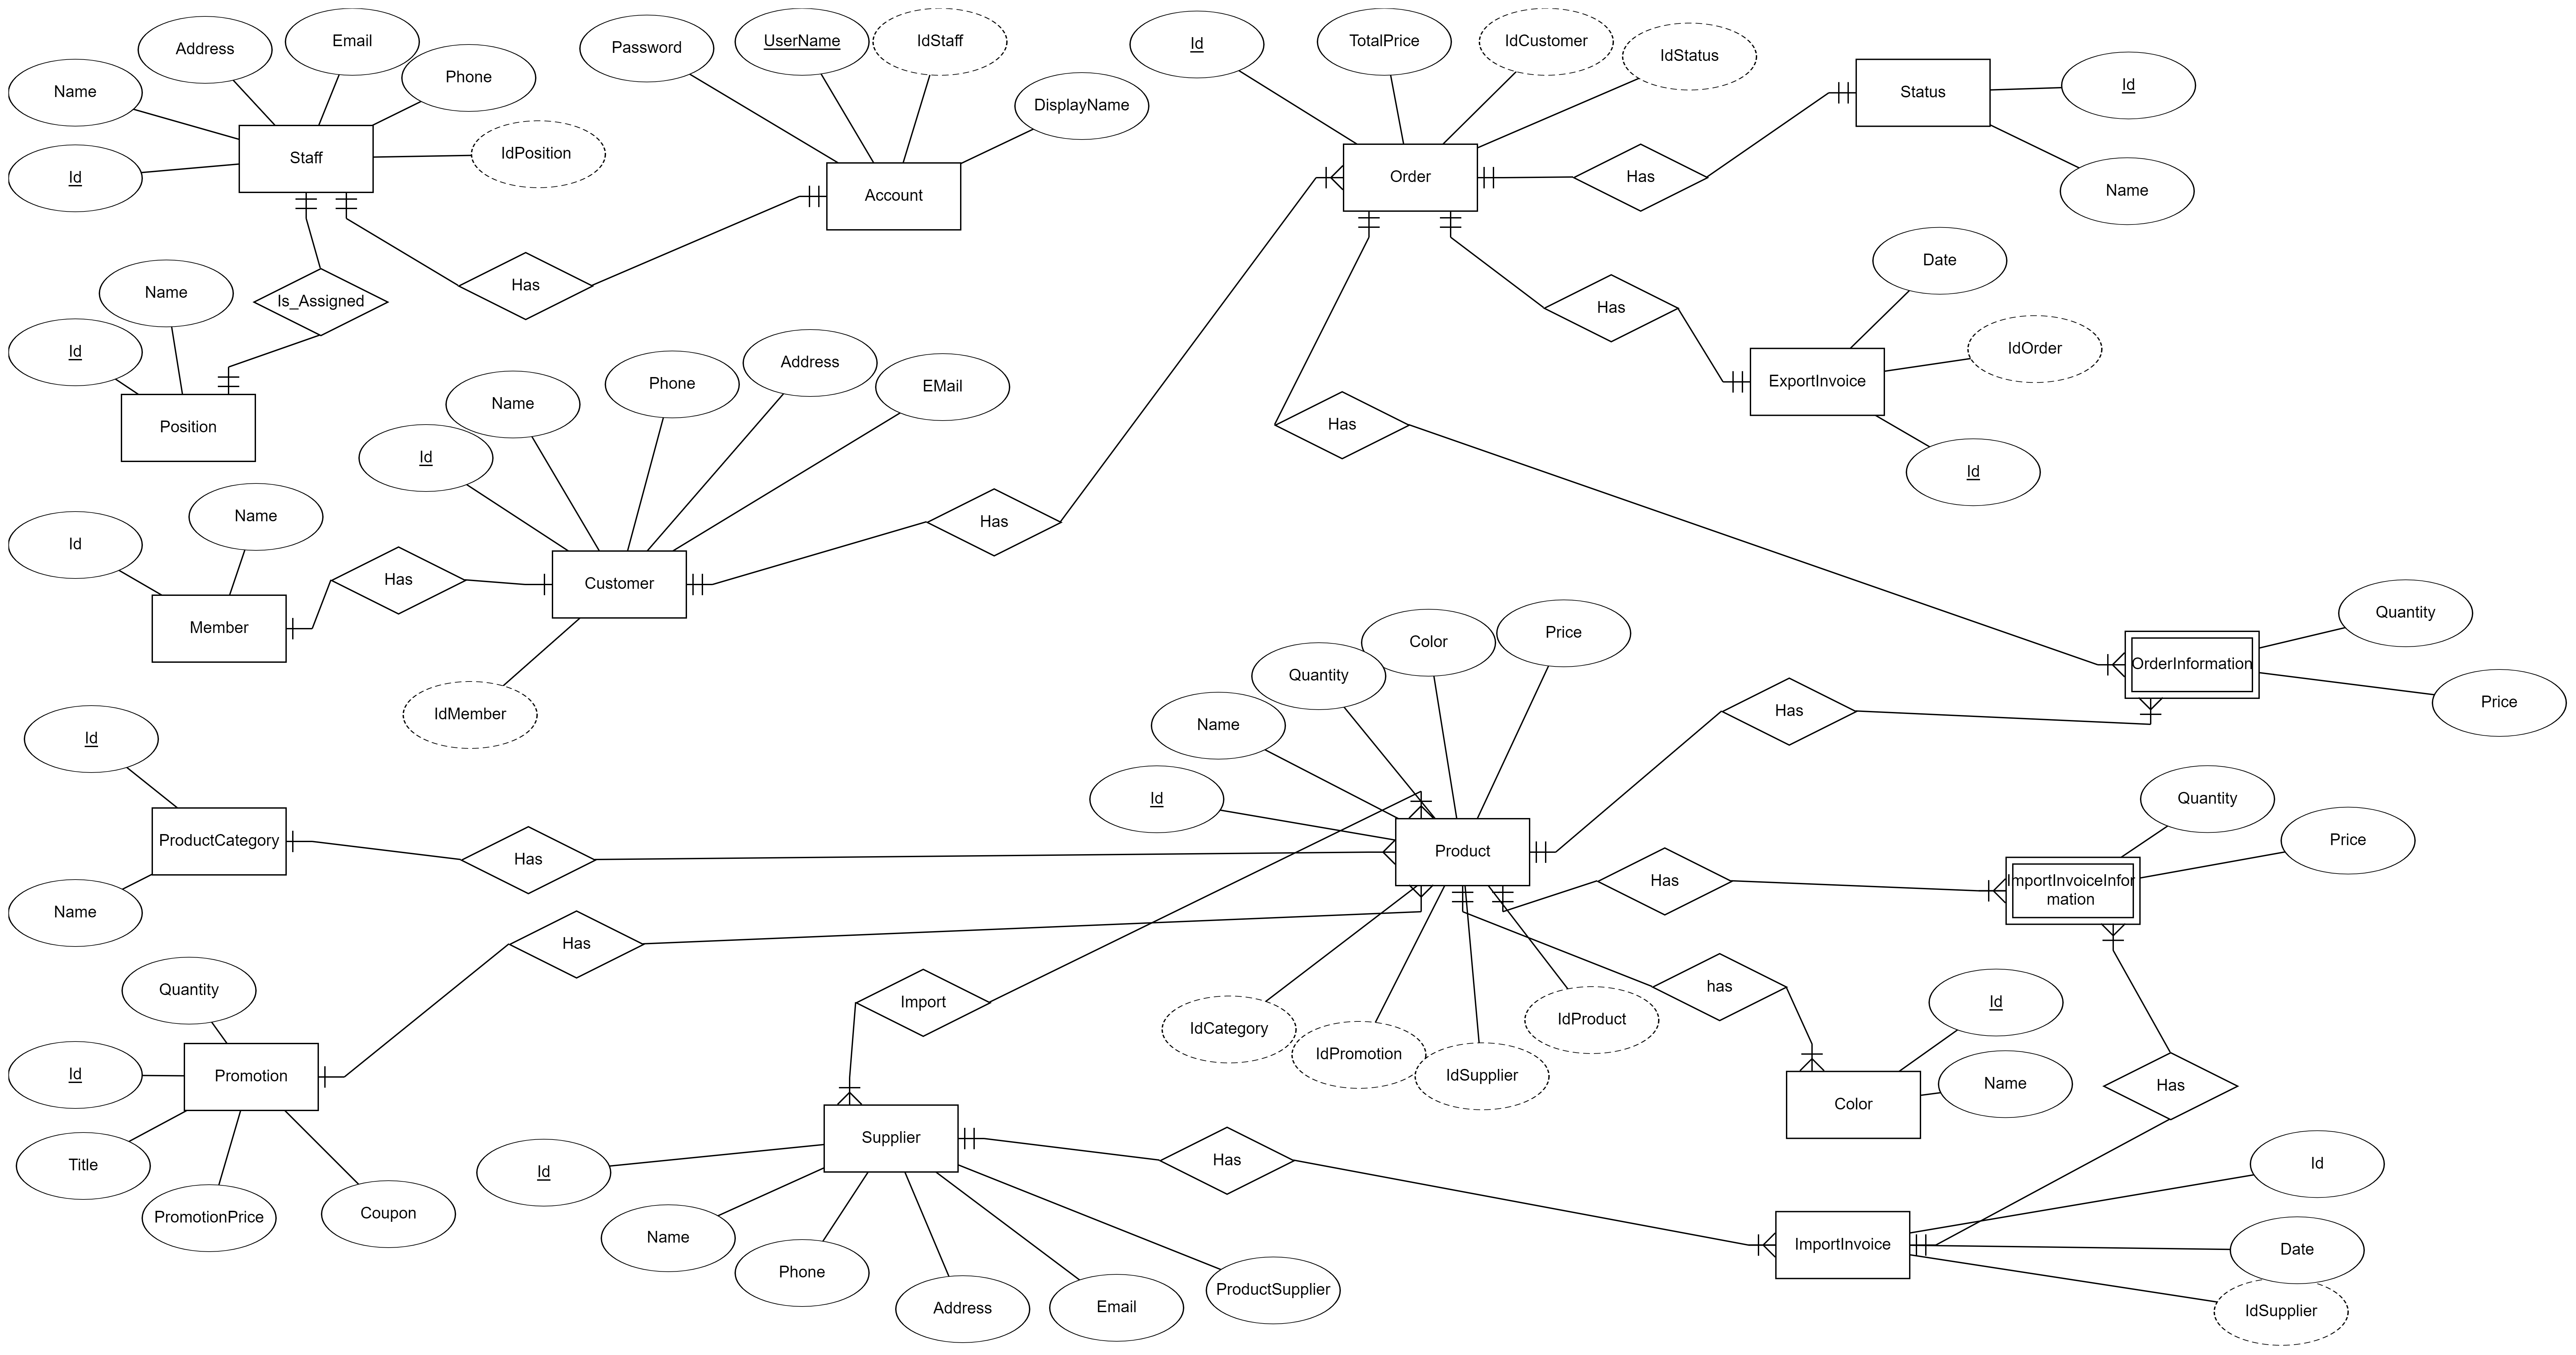 Address
Email
Phone
Name
Staff
IdPosition
Id
Password
UserName
IdStaff
DisplayName
Account
Has
Is_Assigned
Name
Id
Position
Id
TotalPrice
IdCustomer
IdStatus
Order
Has
Status
Id
Name
Date
Has
IdOrder
ExportInvoice
Id
Has
Name
Phone
Address
EMail
Id
Has
Customer
IdMember
Id
Name
Has
Member
Id
ProductCategory
Name
Has
Has
Quantity
Id
Promotion
Title
PromotionPrice
Coupon
Import
Supplier
Id
Name
Phone
Address
Email
ProductSupplier
Has
Id
Name
Quantity
Color
Price
Product
IdCategory
IdPromotion
IdSupplier
IdProduct
Has
OrderInformation
Quantity
Price
Has
ImportInvoiceInfor
mation
Quantity
Price
has
Id
Name
Color
Has
ImportInvoice
Id
Date
IdSupplier